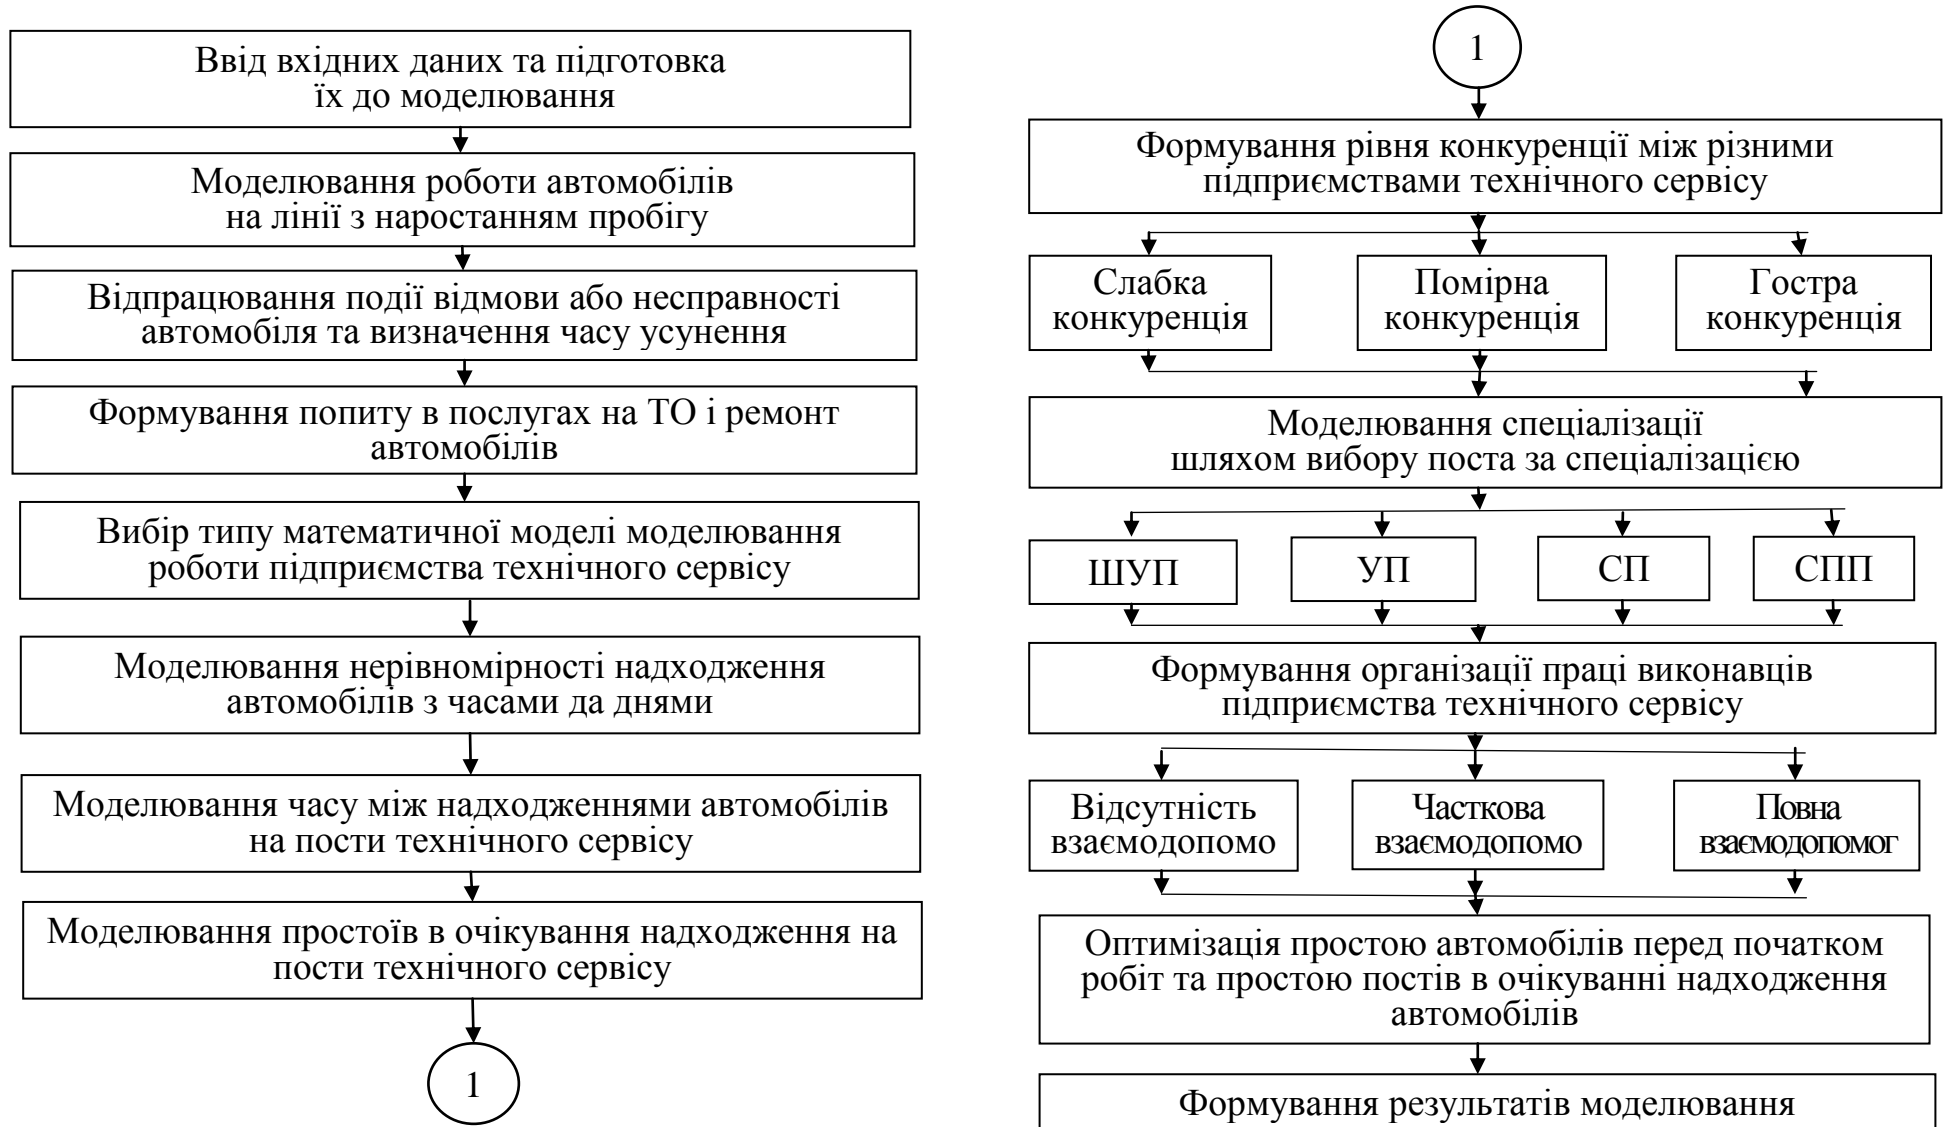 Ввід вхідних даних та підготовка
їх до моделювання
Моделювання роботи автомобілів
на лінії з наростанням пробігу
Відпрацювання події відмови або несправності
автомобіля та визначення часу усунення
Формування попиту в послугах на ТО і ремонт
автомобілів
Вибір типу математичної моделі моделювання
роботи підприємства технічного сервісу
Моделювання нерівномірності надходження
автомобілів з часами да днями
Моделювання часу між надходженнями автомобілів
на пости технічного сервісу
Моделювання простоїв в очікування надходження на
пости технічного сервісу
1
1
Формування рівня конкуренції між різними
підприємствами технічного сервісу
Слабка
конкуренція
Помірна
конкуренція
Гостра
конкуренція
Моделювання спеціалізації
шляхом вибору поста за спеціалізацією
ШУП
УП
СП
СПП
Формування організації праці виконавців
підприємства технічного сервісу
Відсутність
взаємодопомо
Часткова
взаємодопомо
Повна
взаємодопомог
Оптимізація простою автомобілів перед початком
робіт та простою постів в очікуванні надходження
автомобілів
Формування результатів моделювання